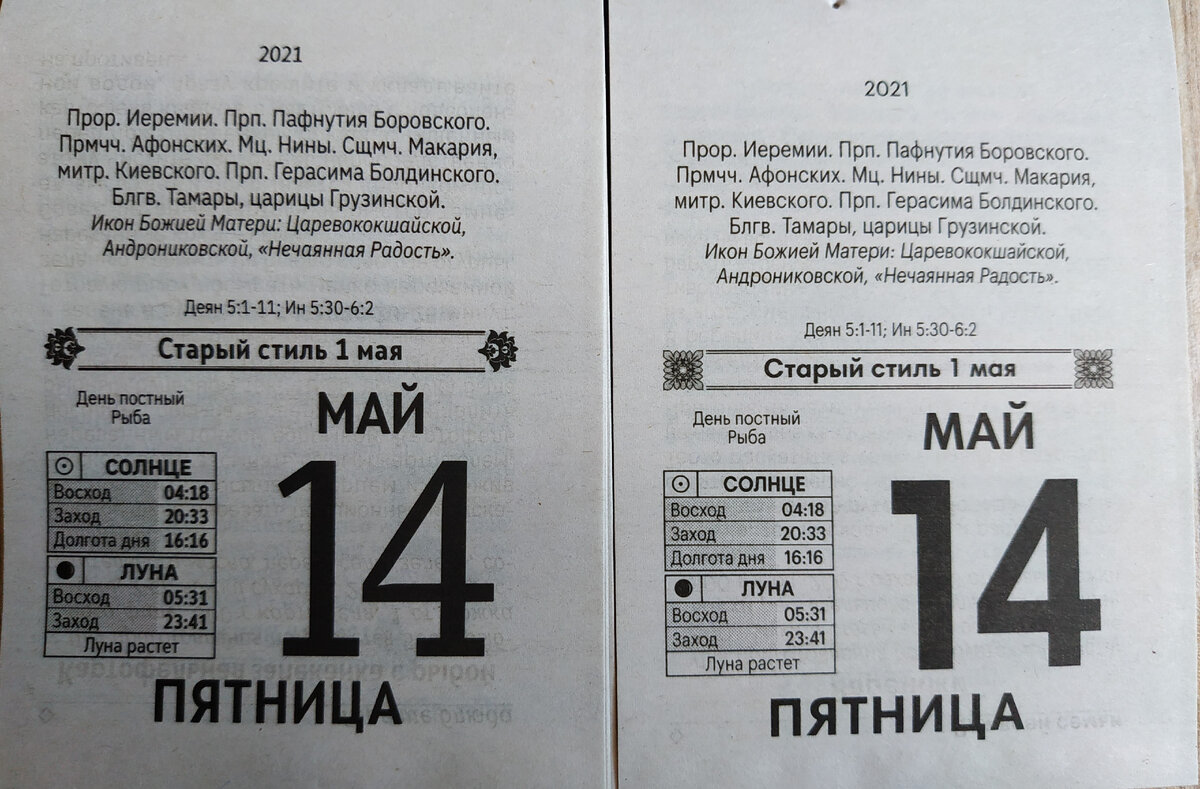 2021
Прор. Иеремии. Прп. Пафнутия Боровского.
Прмчч. Афонских. Мц. Нины. Сщмч. Макария,
митр. Киевского. Прп. Герасима Болдинского.
Блгв. Тамары, царицы Грузинской.
Икон Божией Матери: Царевококшайской,
Андрониковской, «Нечаянная Радость».
Деян 5:1-11; Ин 5:30-6:2
Старый стиль 1 мая
День постный
Рыба
МАЙ
14
СОЛНЦЕ
Восход 04:18
Заход 20:33
Долгота дня 16:16
ЛУНА
Восход 05:31
Заход 23:41
Луна растет
ПЯТНИЦА
2021
Прор. Иеремии. Прп. Пафнутия Боровского.
Прмчч. Афонских. Мц. Нины. Сщмч. Макария,
митр. Киевского. Прп. Герасима Болдинского.
Блгв. Тамары, царицы Грузинской.
Икон Божией Матери: Царевококшайской,
Андрониковской, «Нечаянная Радость».
Деян 5:1-11; Ин 5:30-6:2
Старый стиль 1 мая
День постный
Рыба
МАЙ
14
СОЛНЦЕ
Восход 04:18
Заход 20:33
Долгота дня 16:16
ЛУНА
Восход 05:31
Заход 23:41
Луна растет
ПЯТНИЦА